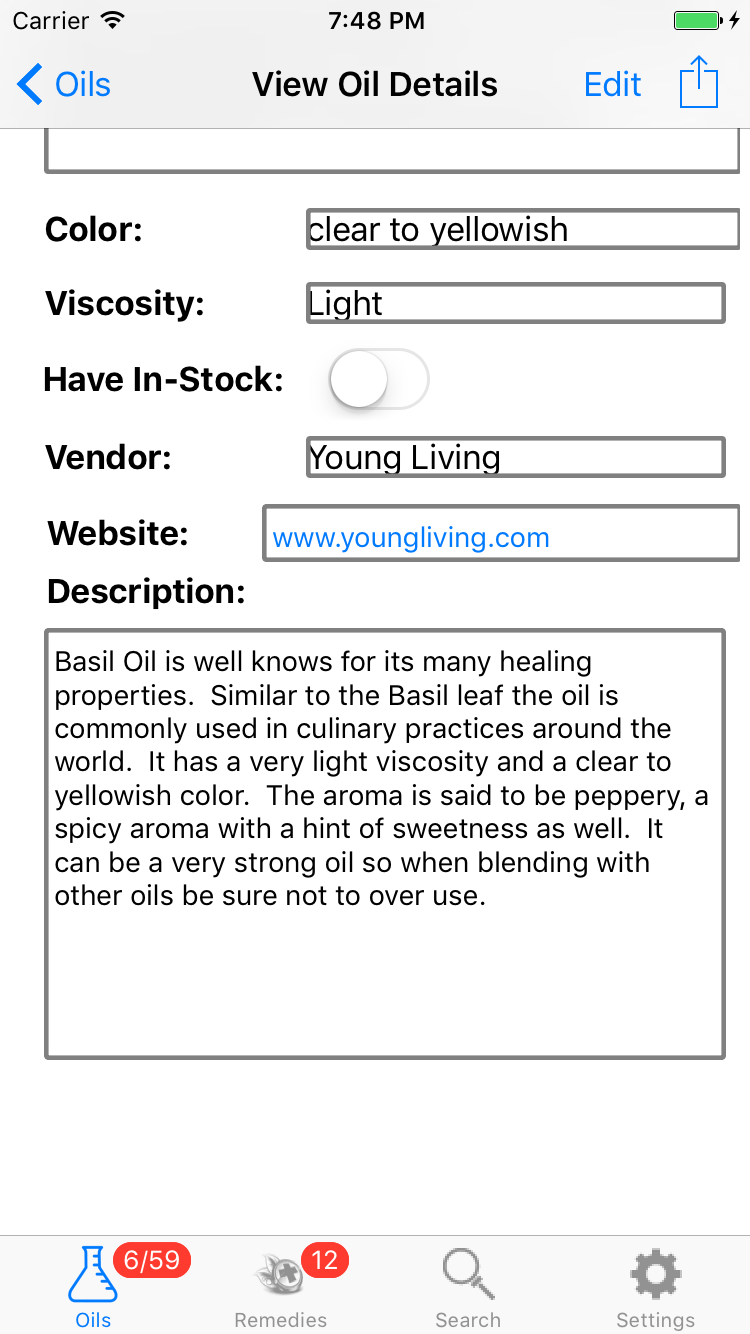 Carrier 7:48 PM
Oils View Oil Details Edit
Color: clear to yellowish
Viscosity: Light
Have In-Stock:
Vendor: Young Living
Website: www.youngliving.com
Description:
Basil Oil is well knows for its many healing
properties.  Similar to the Basil leaf the oil is
commonly used in culinary practices around the
world.  It has a very light viscosity and a clear to
yellowish color.  The aroma is said to be peppery, a
spicy aroma with a hint of sweetness as well.  It
can be a very strong oil so when blending with
other oils be sure not to over use.
6/59 12
Oils Remedies Search Settings